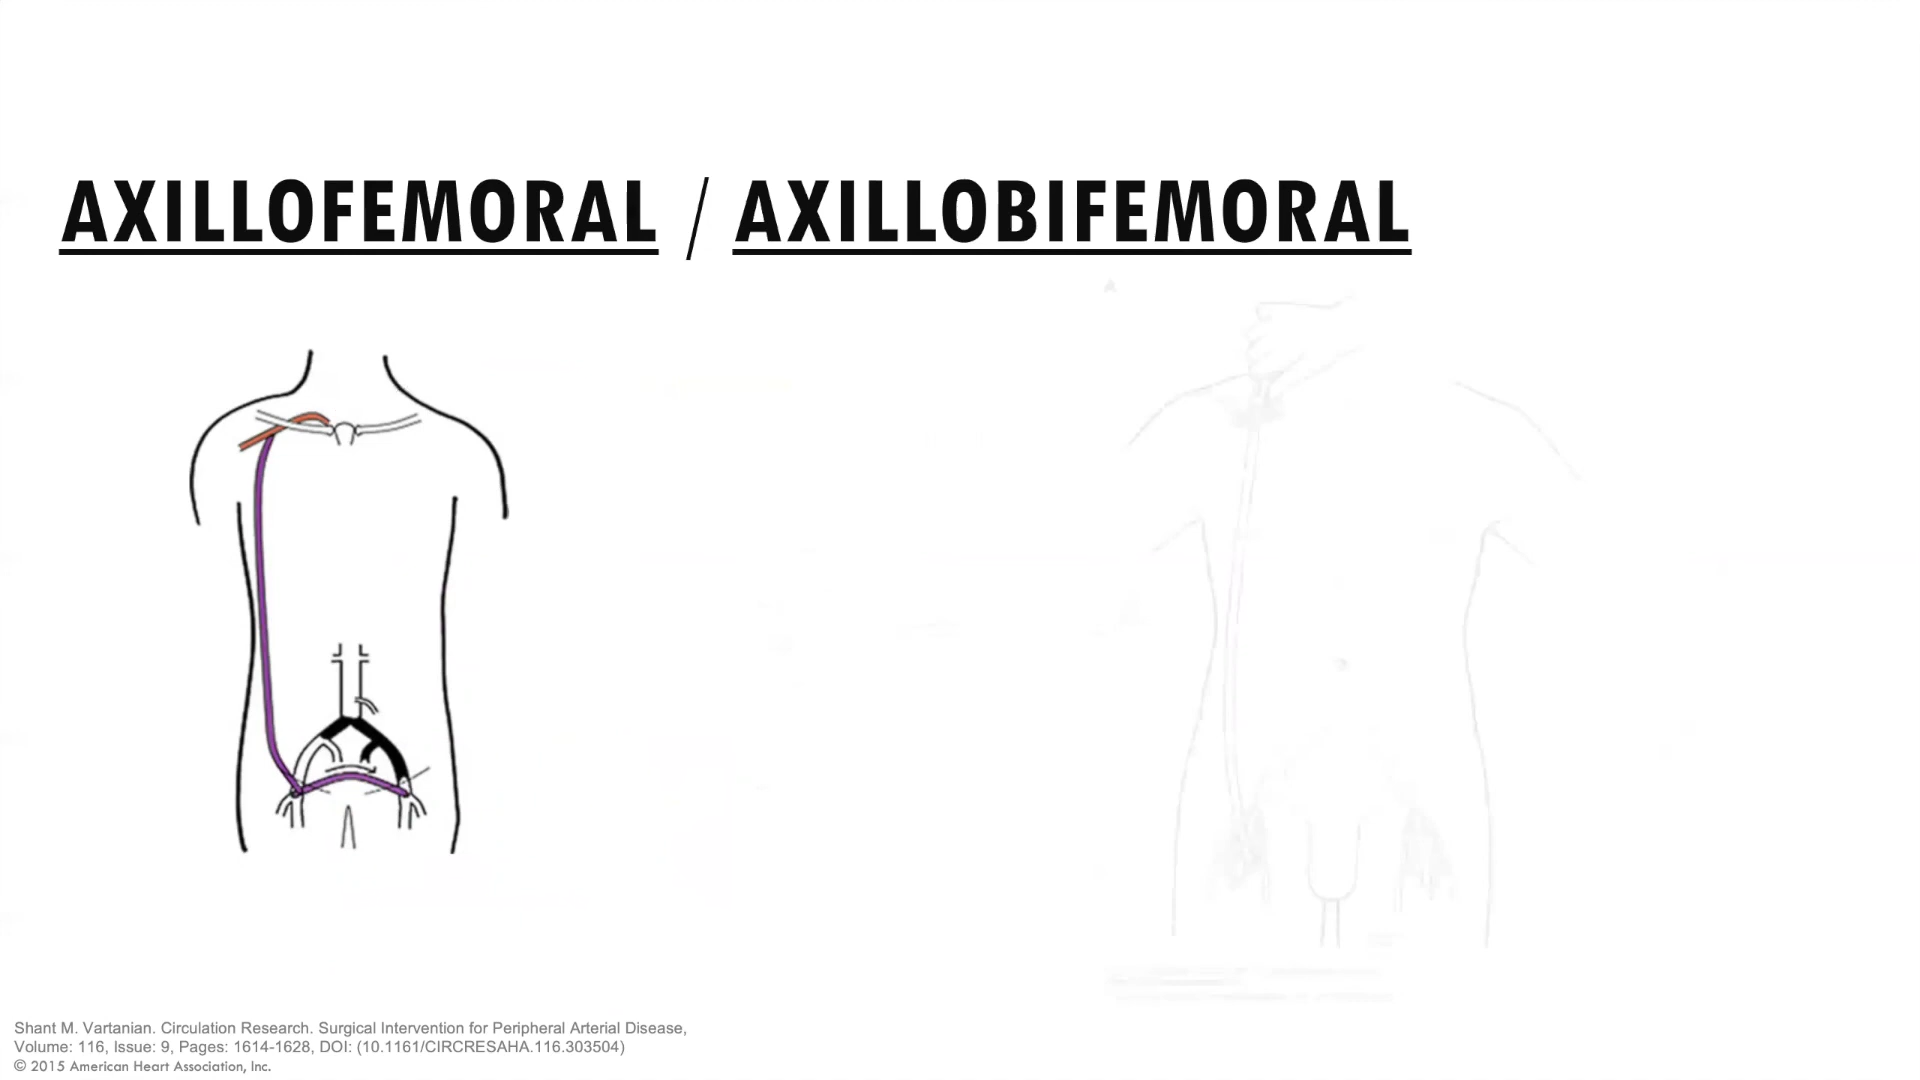 AXILLOFEMORAL / AXILLOBIFEMORAL
A
Shant M. Vartanian. Circulation Research. Surgical Intervention for Peripheral Arterial Disease,
Volume: 116, Issue: 9, Pages: 1614-1628, DOI: (10.1161/CIRCRESAHA.116.303504)
© 2015 American Heart Association, Inc.